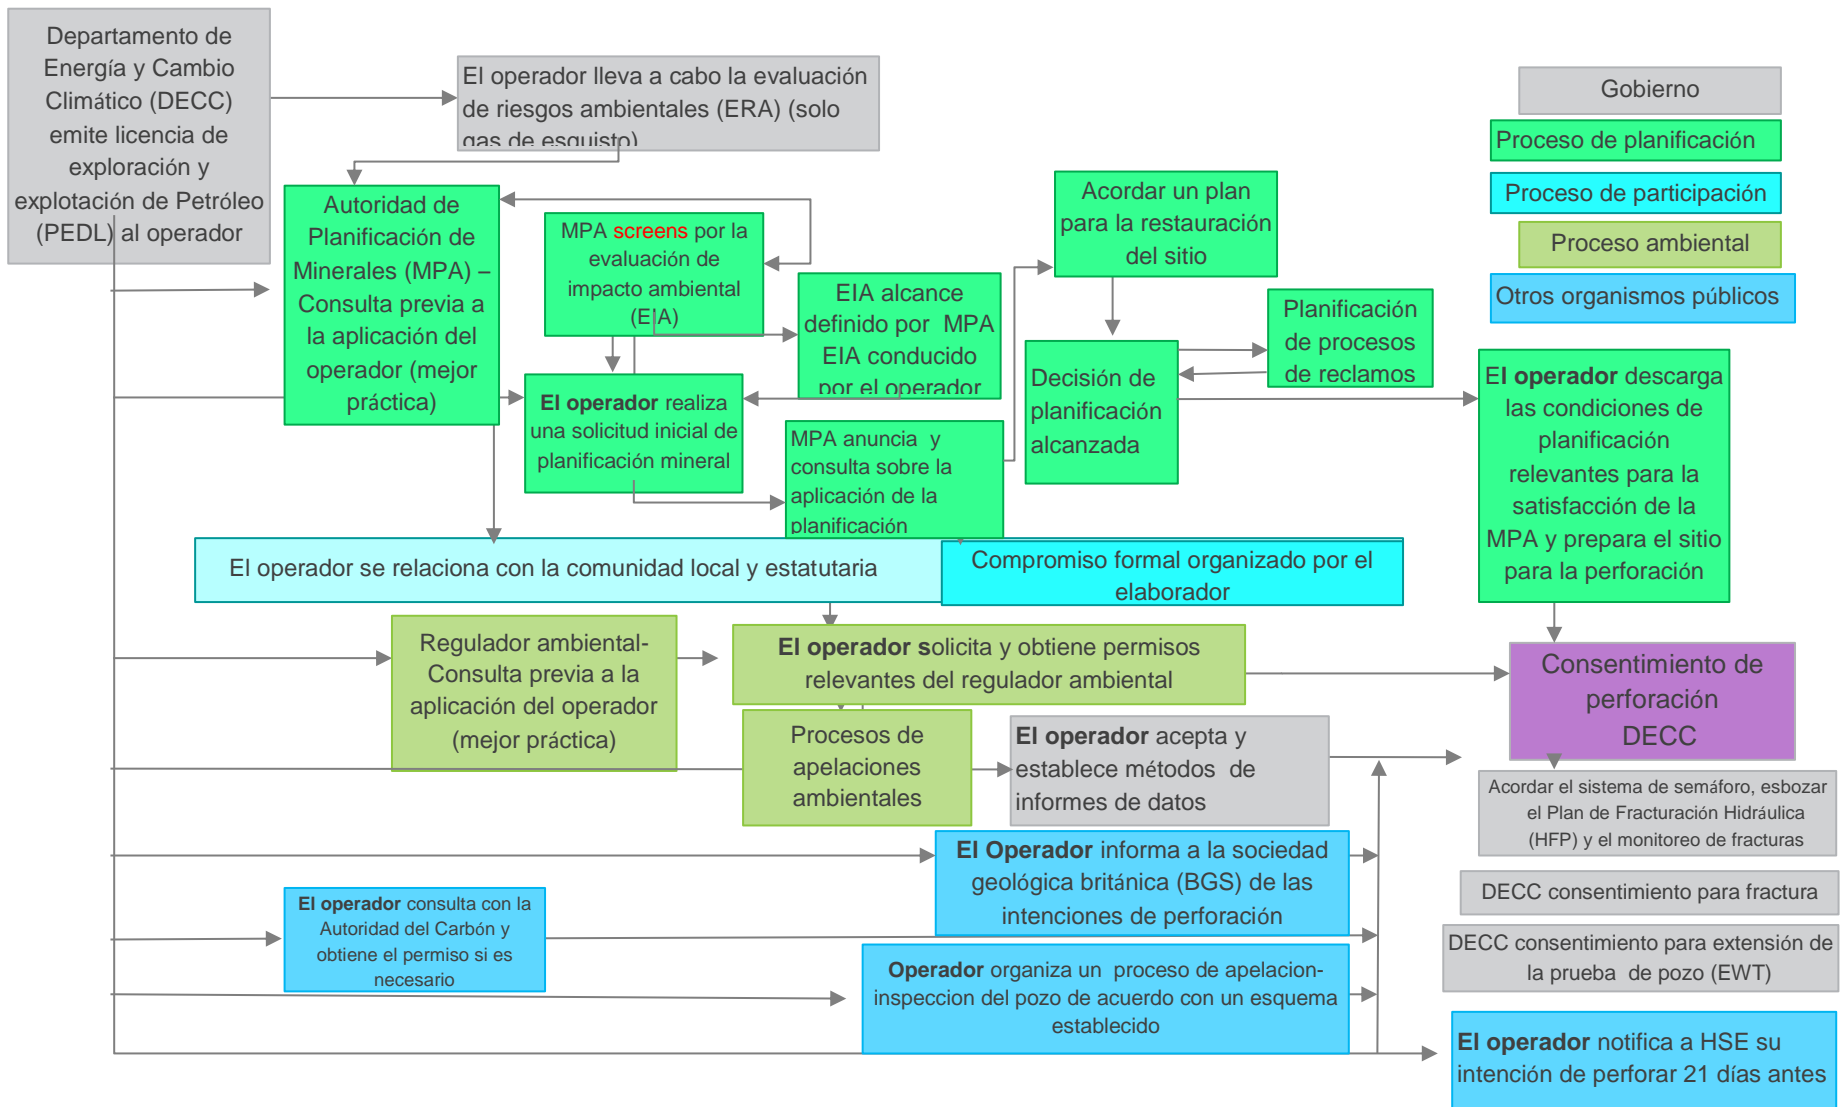 Departamento de
Energía y Cambio
Climático (DECC)
emite licencia de
exploración y
explotación de Petróleo
(PEDL) al operador
El operador lleva a cabo la evaluación
de riesgos ambientales (ERA) (solo
gas de esquisto)
Gobierno
Proceso de planificación
Proceso de participación
Proceso ambiental
Otros organismos públicos
Autoridad de
Planificación de
Minerales (MPA) –
Consulta previa a
la aplicación del
operador (mejor
práctica)
MPA screens por la
evaluación de
impacto ambiental
(EIA)
EIA alcance
definido por MPA
EIA conducido
por el operador
El operador realiza
una solicitud inicial de
planificación mineral
MPA anuncia y
consulta sobre la
aplicación de la
planificación
Acordar un plan
para la restauración
del sitio
Planificación
de procesos
de reclamos
Decisión de
planificación
alcanzada
El operador descarga
las condiciones de
planificación
relevantes para la
satisfacción de la
MPA y prepara el sitio
para la perforación
El operador se relaciona con la comunidad local y estatutaria
Compromiso formal organizado por el
elaborador
Regulador ambiental-
Consulta previa a la
aplicación del operador
(mejor práctica)
El operador solicita y obtiene permisos
relevantes del regulador ambiental
Procesos de
apelaciones
ambientales
El operador acepta y
establece métodos de
informes de datos
Consentimiento de
perforación
DECC
Acordar el sistema de semáforo, esbozar
el Plan de Fracturación Hidráulica
(HFP) y el monitoreo de fracturas
El Operador informa a la sociedad
geológica británica (BGS) de las
intenciones de perforación
DECC consentimiento para fractura
El operador consulta con la
Autoridad del Carbón y
obtiene el permiso si es
necesario
DECC consentimiento para extensión de
la prueba de pozo (EWT)
Operador organiza un proceso de apelacion-
inspeccion del pozo de acuerdo con un esquema
establecido
El operador notifica a HSE su
intención de perforar 21 días antes